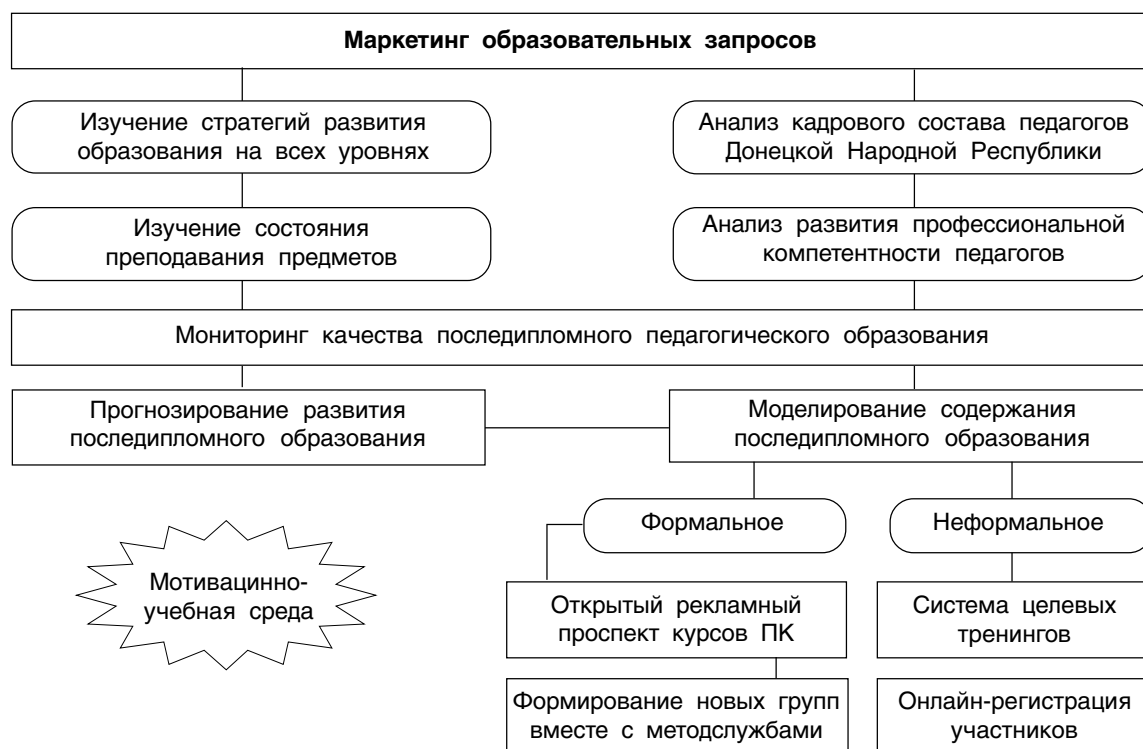 Маркетинг образовательных запросов
Изучение стратегий развития
образования на всех уровнях
Анализ кадрового состава педагогов
Донецкой Народной Республики
Изучение состояния
преподавания предметов
Анализ развития профессиональной
компетентности педагогов
Мониторинг качества последипломного педагогического образования
Прогнозирование развития
последипломного образования
Моделирование содержания
последипломного образования
Формальное
Неформальное
Мотивацинно-
учебная среда
Открытый рекламный
проспект курсов ПК
Система целевых
тренингов
Формирование новых групп
вместе с методслужбами
Онлайн-регистрация
участников